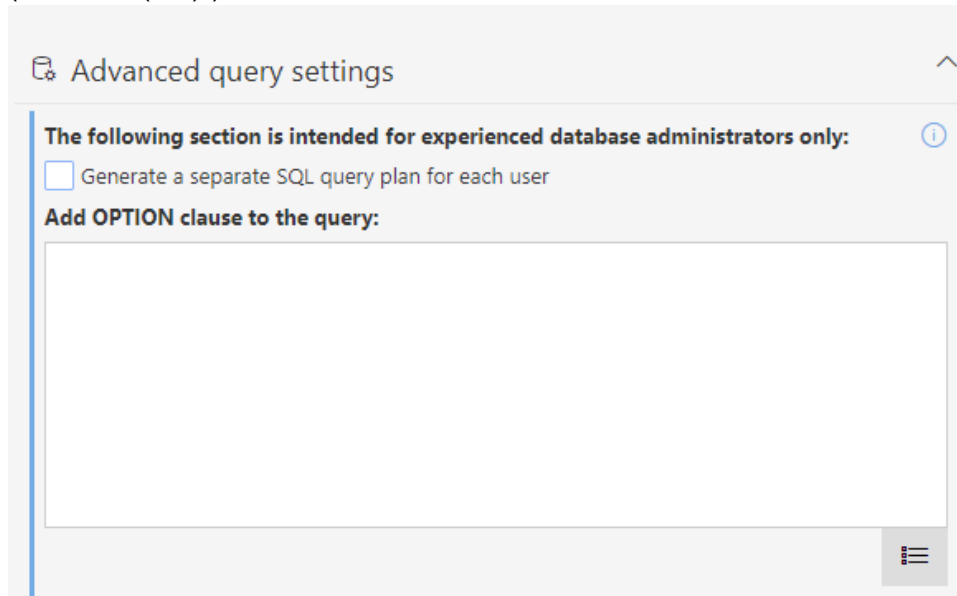 Advanced query settings
The following section is intended for experienced database administrators only:
Generate a separate SQL query plan for each user
Add OPTION clause to the query: